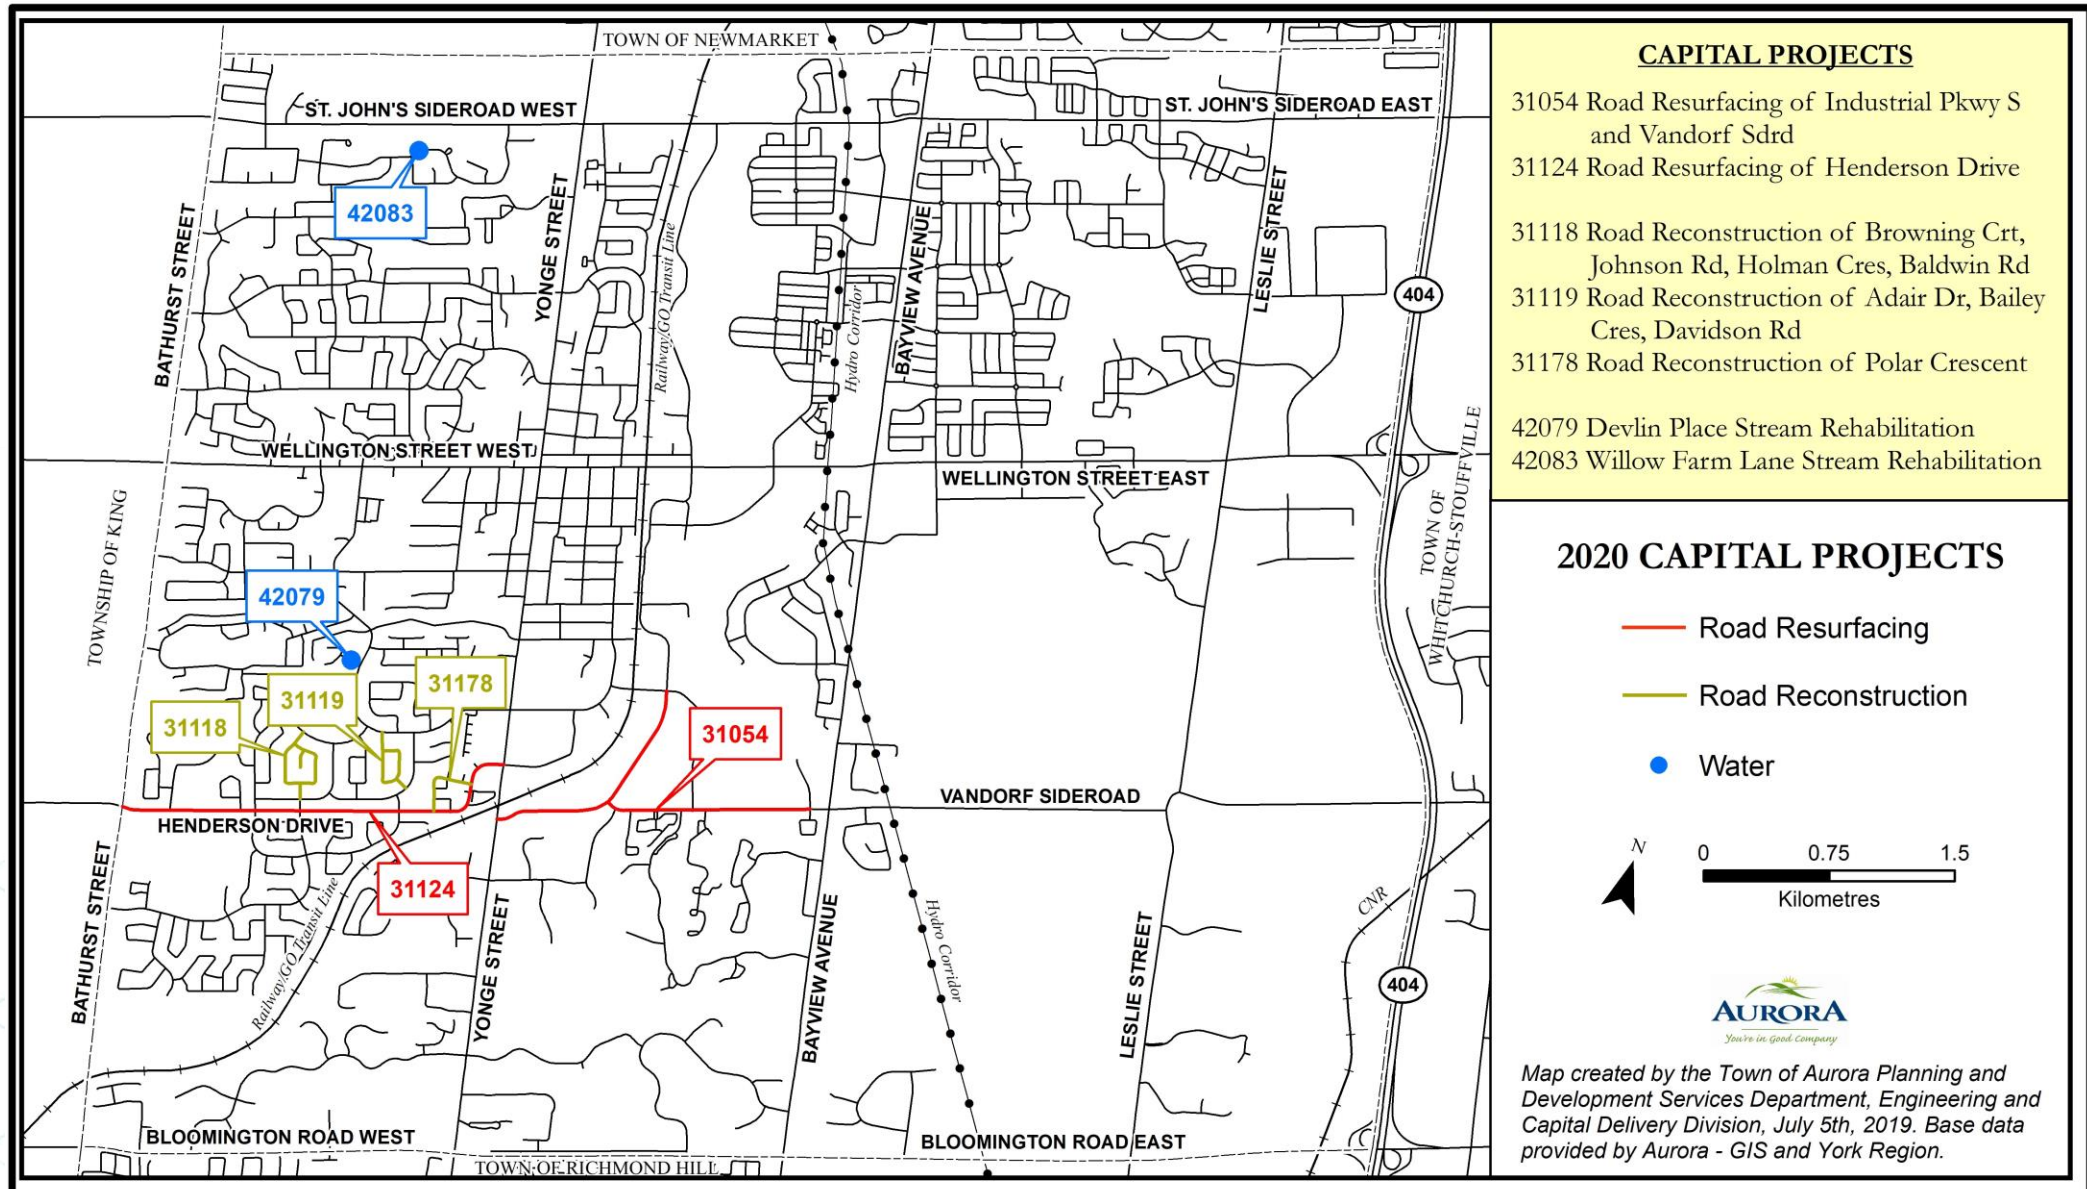 TOWN OF NEWMARKET
ST. JOHN'S SIDEROAD WEST
ST. JOHN'S SIDEROAD EAST
42083
BATHURST STREET
YONGE STREET
Railway/GO Transit Line
Hydro Corridor
BAYVIEW AVENUE
LESLIE STREET
404
WELLINGTON STREET WEST
WELLINGTON STREET EAST
TOWNSHIP OF KING
TOWN OF
WHITCHURCH-STOUFFVILLE
42079
31178
31119
31118
31054
VANDORF SIDEROAD
HENDERSON DRIVE
31124
BATHURST STREET
Railway/GO Transit Line
YONGE STREET
BAYVIEW AVENUE
Hydro Corridor
LESLIE STREET
CNR
404
BLOOMINGTON ROAD WEST
BLOOMINGTON ROAD EAST
TOWN OF RICHMOND HILL
CAPITAL PROJECTS
31054 Road Resurfacing of Industrial Pkwy S
and Vandorf Sdrd
31124 Road Resurfacing of Henderson Drive
31118 Road Reconstruction of Browning Crt,
Johnson Rd, Holman Cres, Baldwin Rd
31119 Road Reconstruction of Adair Dr, Bailey
Cres, Davidson Rd
31178 Road Reconstruction of Polar Crescent
42079 Devlin Place Stream Rehabilitation
42083 Willow Farm Lane Stream Rehabilitation
2020 CAPITAL PROJECTS
Road Resurfacing
Road Reconstruction
Water
N
0 0.75 1.5
Kilometres
AURORA
You're in Good Company
Map created by the Town of Aurora Planning and
Development Services Department, Engineering and
Capital Delivery Division, July 5th, 2019. Base data
provided by Aurora - GIS and York Region.